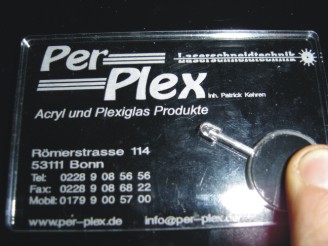 Per Plex
Laserschneidtechnik
Inh. Patrick Kehren
Acryl und Plexiglas Produkte
Römerstrasse 114
53111 Bonn
Tel: 0228 9 08 56 56
Fax: 0228 9 08 68 22
Mobil: 0179 9 00 57 00
www.per-plex.de info@per-plex.de